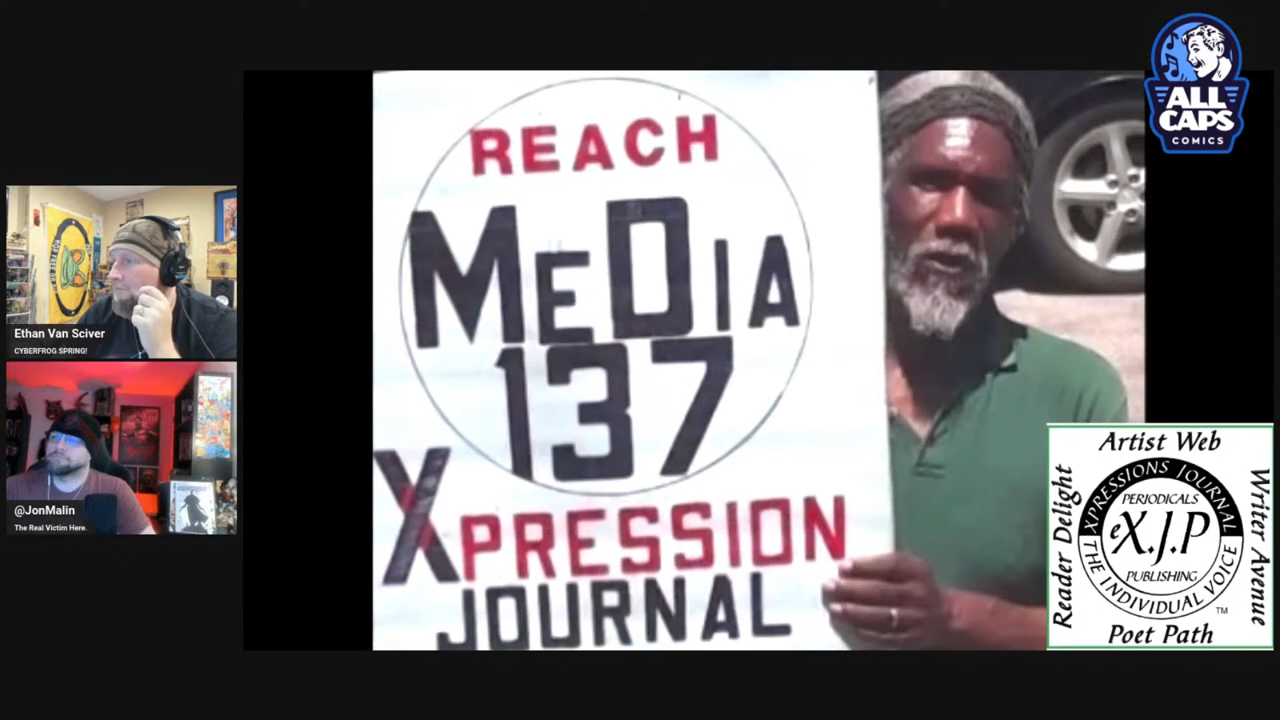 ALL
CAPS
COMICS
REACH
MEDIA
137
XPRESSION
JOURNAL
Ethan Van Sciver
CYBERFROG SPRING!
@JonMalin
The Real Victim Here.
Artist Web
Reader Delight
Writer Avenue
Poet Path
XPRESSIONS JOURNAL
PERIODICALS
eX.J.P
PUBLISHING
THE INDIVIDUAL VOICE
TM